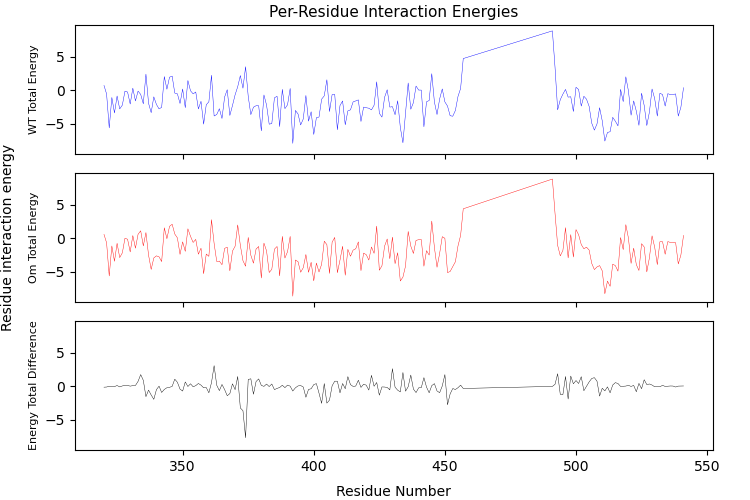 Per-Residue Interaction Energies
Residue interaction energy
WT Total Energy
5
0
−5
Om Total Energy
5
0
−5
Energy Total Difference
5
0
−5
350 400 450 500 550
Residue Number